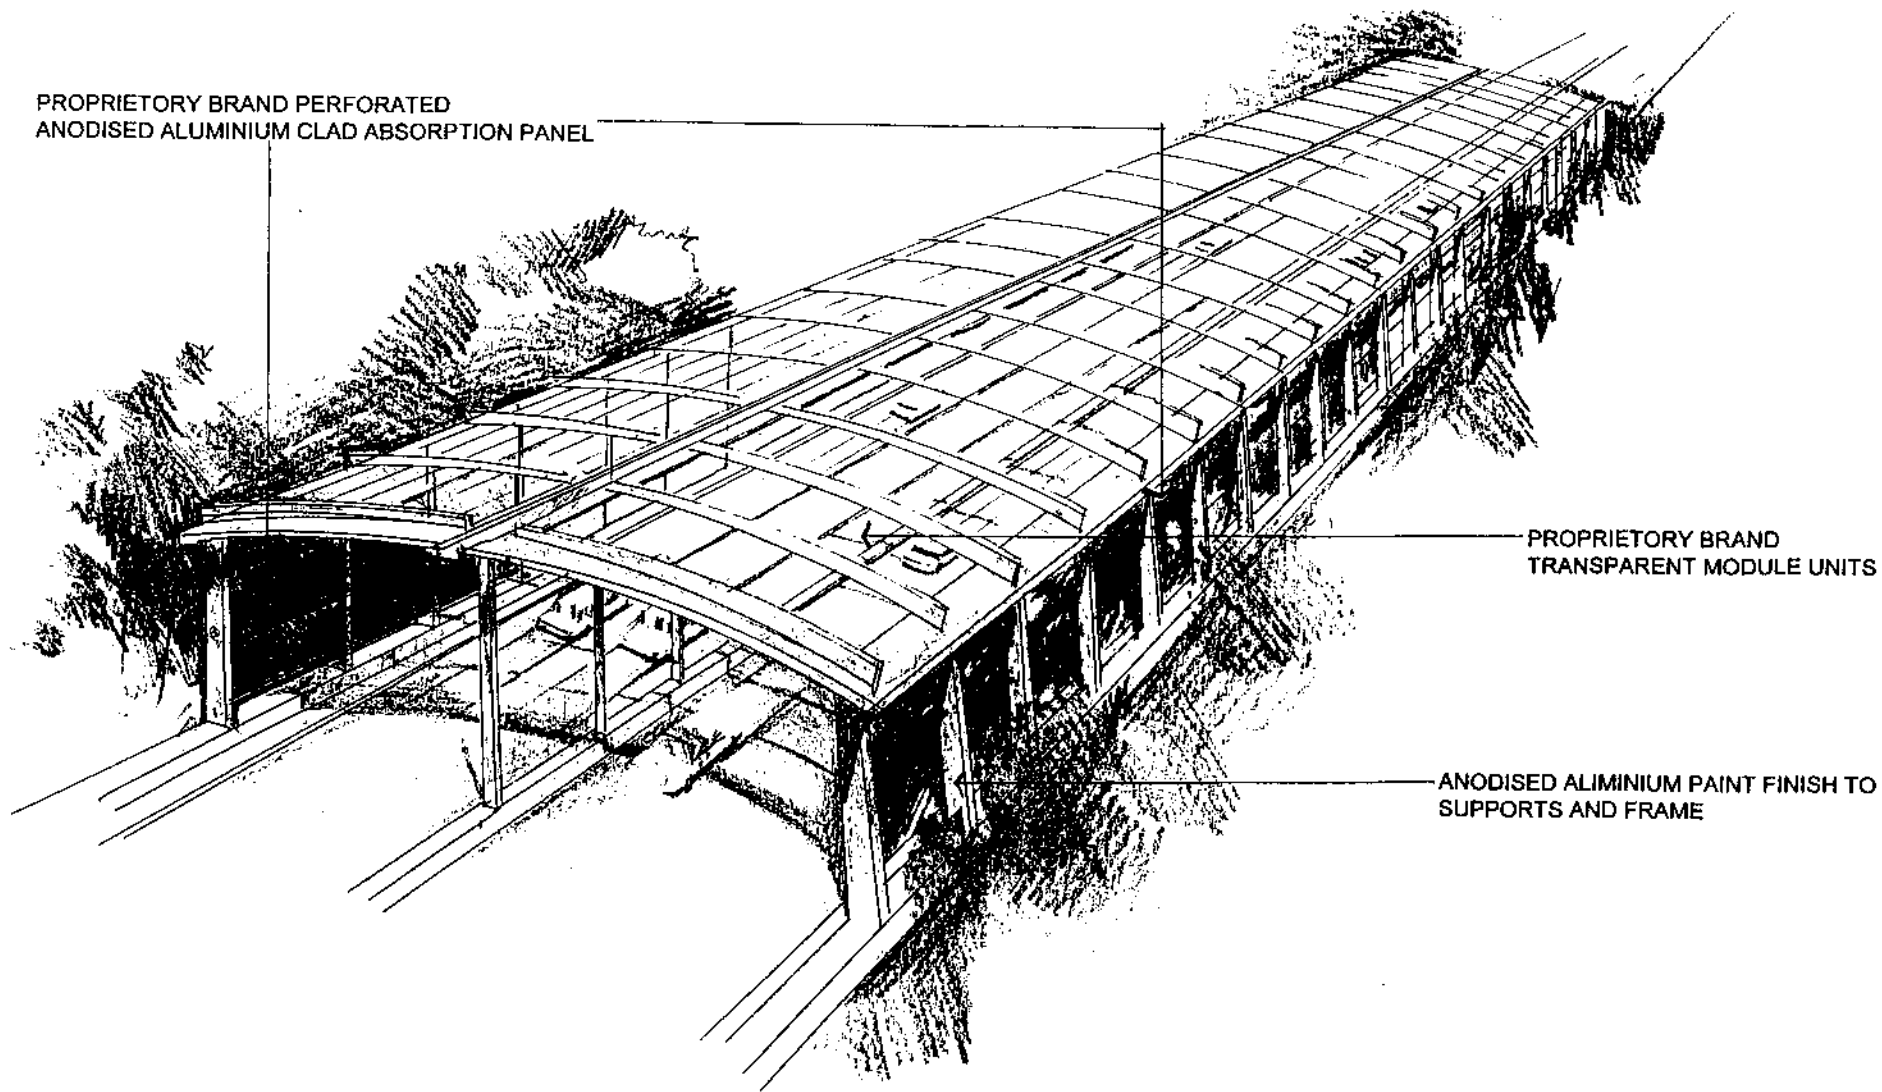 PROPRIETORY BRAND PERFORATED
ANODISED ALUMINIUM CLAD ABSORPTION PANEL
PROPRIETORY BRAND
TRANSPARENT MODULE UNITS
ANODISED ALIMINIUM PAINT FINISH TO
SUPPORTS AND FRAME